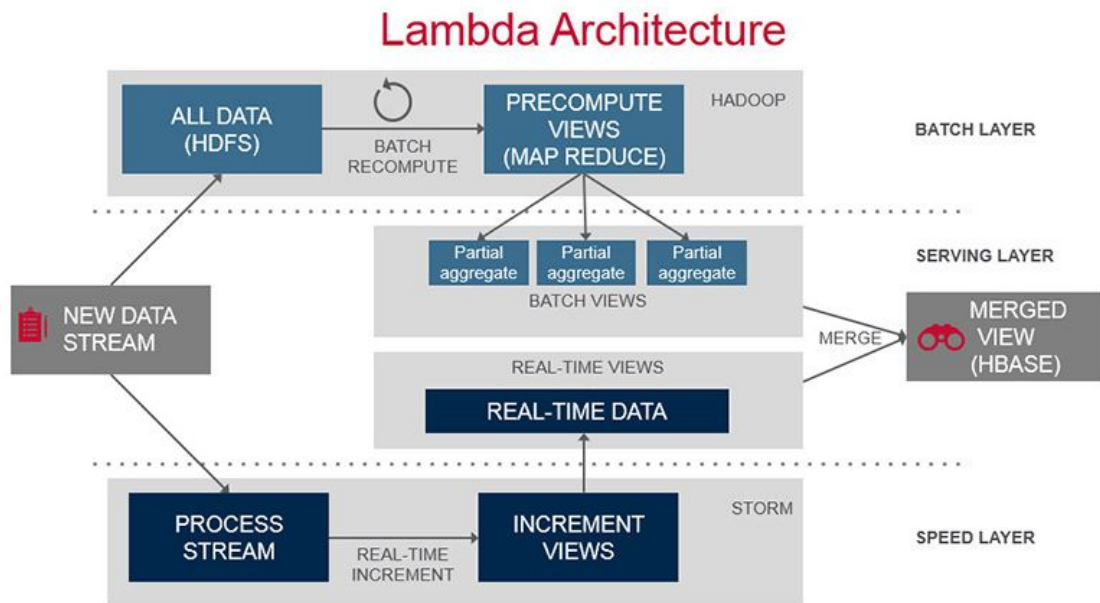 Lambda Architecture
ALL DATA
(HDFS)
BATCH
RECOMPUTE
PRECOMPUTE
VIEWS
(MAP REDUCE)
HADOOP
BATCH LAYER
Partial
aggregate
Partial
aggregate
Partial
aggregate
BATCH VIEWS
SERVING LAYER
NEW DATA
STREAM
MERGE
MERGED
VIEW
(HBASE)
REAL-TIME VIEWS
REAL-TIME DATA
PROCESS
STREAM
REAL-TIME
INCREMENT
INCREMENT
VIEWS
STORM
SPEED LAYER